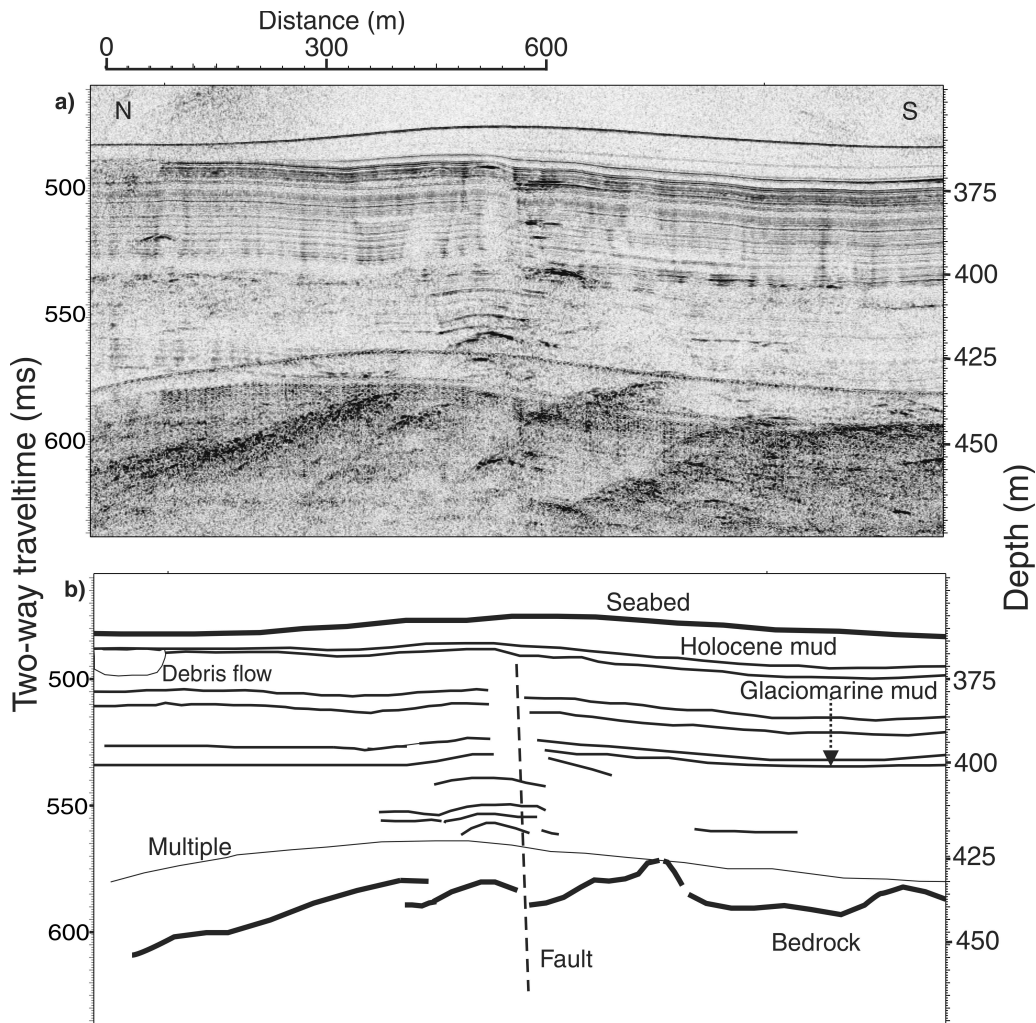 Distance (m)
0 300 600
a)
N S
500 375
400
550
425
600 450
Two-way traveltime (ms)
Depth (m)
b)
Seabed
Holocene mud
Debris flow
500 375
Glaciomarine mud
400
550
Multiple
425
600
Bedrock
450
Fault